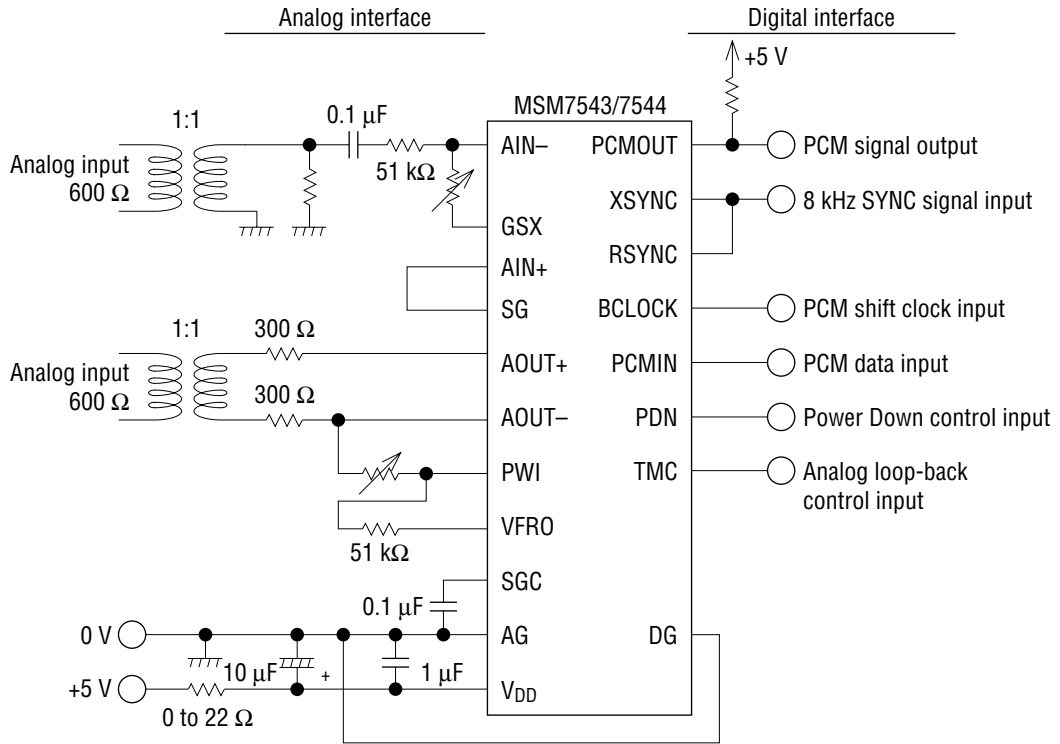 Analog interface
Digital interface
+5 V
MSM7543/7544
1:1
0.1 μF
51 kΩ
Analog input
600 Ω
AIN–
GSX
AIN+
SG
1:1
300 Ω
300 Ω
Analog input
600 Ω
AOUT+
AOUT–
PWI
VFRO
51 kΩ
SGC
0.1 μF
0 V
AG
10 μF
+
1 μF
+5 V
VDD
0 to 22 Ω
PCMOUT
PCM signal output
XSYNC
8 kHz SYNC signal input
RSYNC
BCLOCK
PCM shift clock input
PCMIN
PCM data input
PDN
Power Down control input
TMC
Analog loop-back
control input
DG